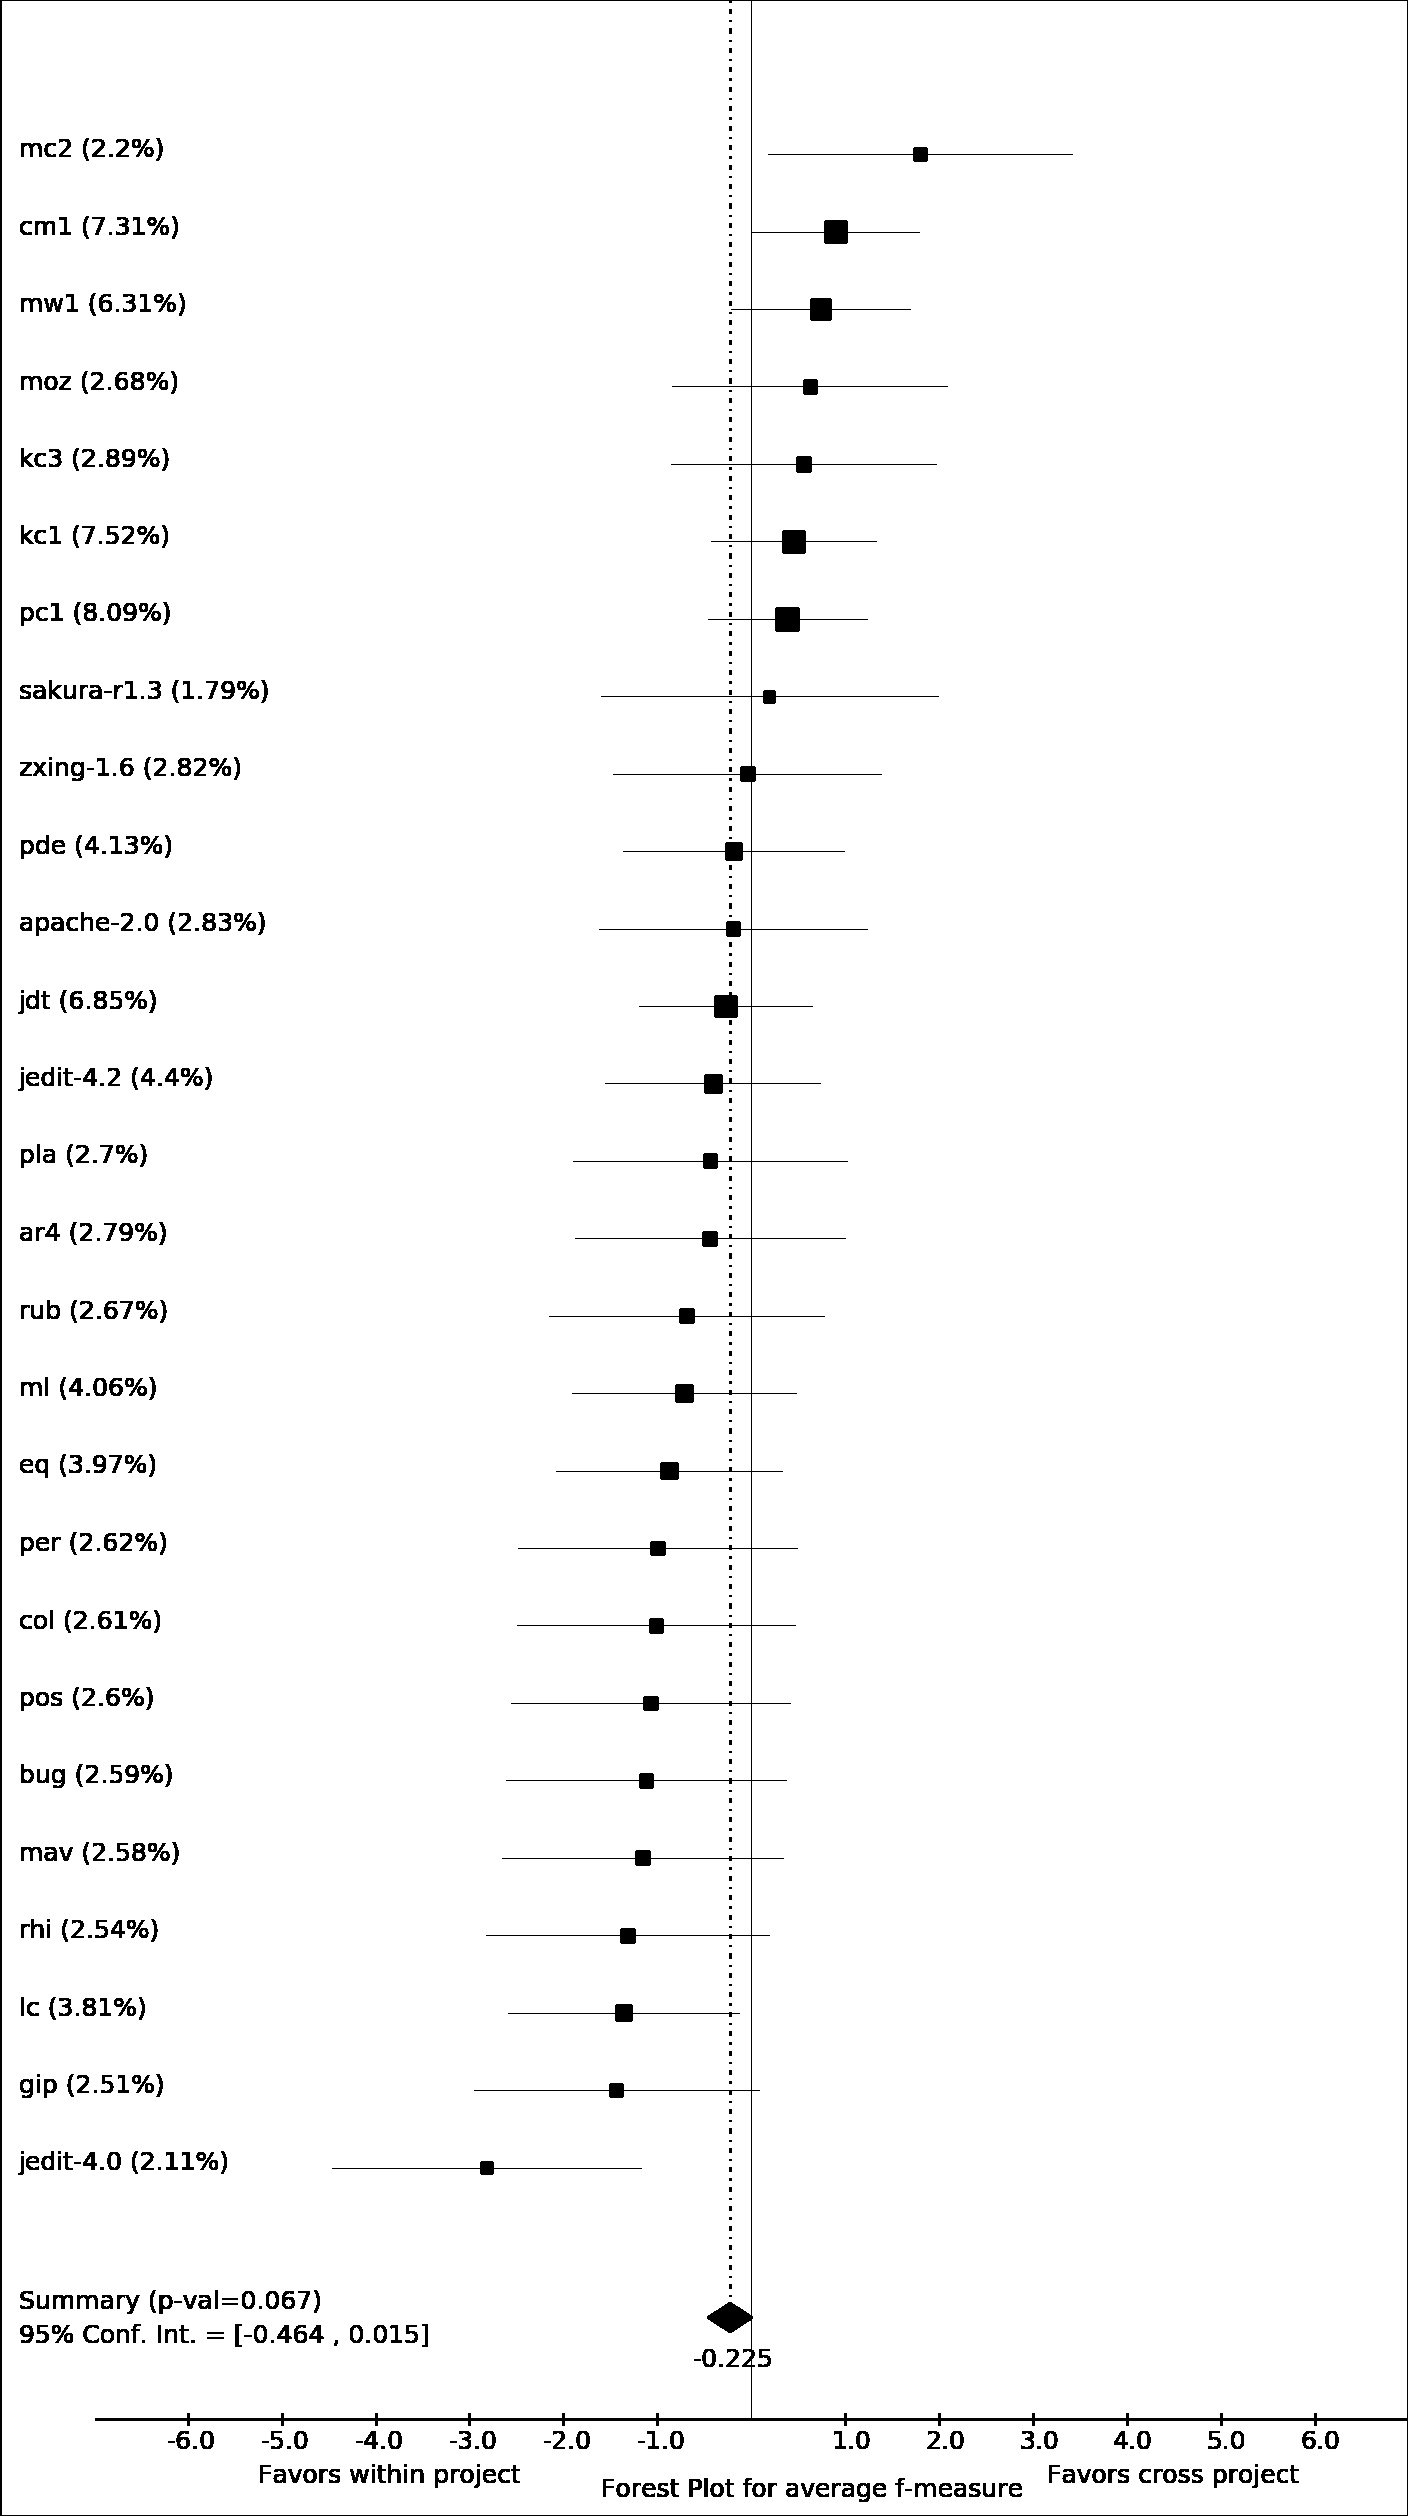 mc2 (2.2%)
cm1 (7.31%)
mw1 (6.31%)
moz (2.68%)
kc3 (2.89%)
kc1 (7.52%)
pc1 (8.09%)
sakura-r1.3 (1.79%)
zxing-1.6 (2.82%)
pde (4.13%)
apache-2.0 (2.83%)
jdt (6.85%)
jedit-4.2 (4.4%)
pla (2.7%)
ar4 (2.79%)
rub (2.67%)
ml (4.06%)
eq (3.97%)
per (2.62%)
col (2.61%)
pos (2.6%)
bug (2.59%)
mav (2.58%)
rhi (2.54%)
lc (3.81%)
gip (2.51%)
jedit-4.0 (2.11%)
Summary (p-val=0.067)
95% Conf. Int. = [-0.464 , 0.015]
-0.225
-6.0 -5.0 -4.0 -3.0 -2.0 -1.0 1.0 2.0 3.0 4.0 5.0 6.0
Favors within project Favors cross project
Forest Plot for average f-measure